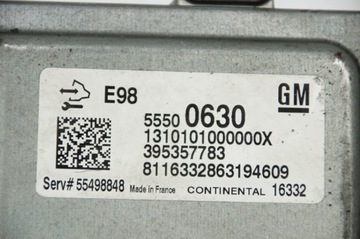 E98
GM
5550 0630
1310101000000X
395357783
8116332863194609
Made in France
Serv# 55498848 CONTINENTAL 16332